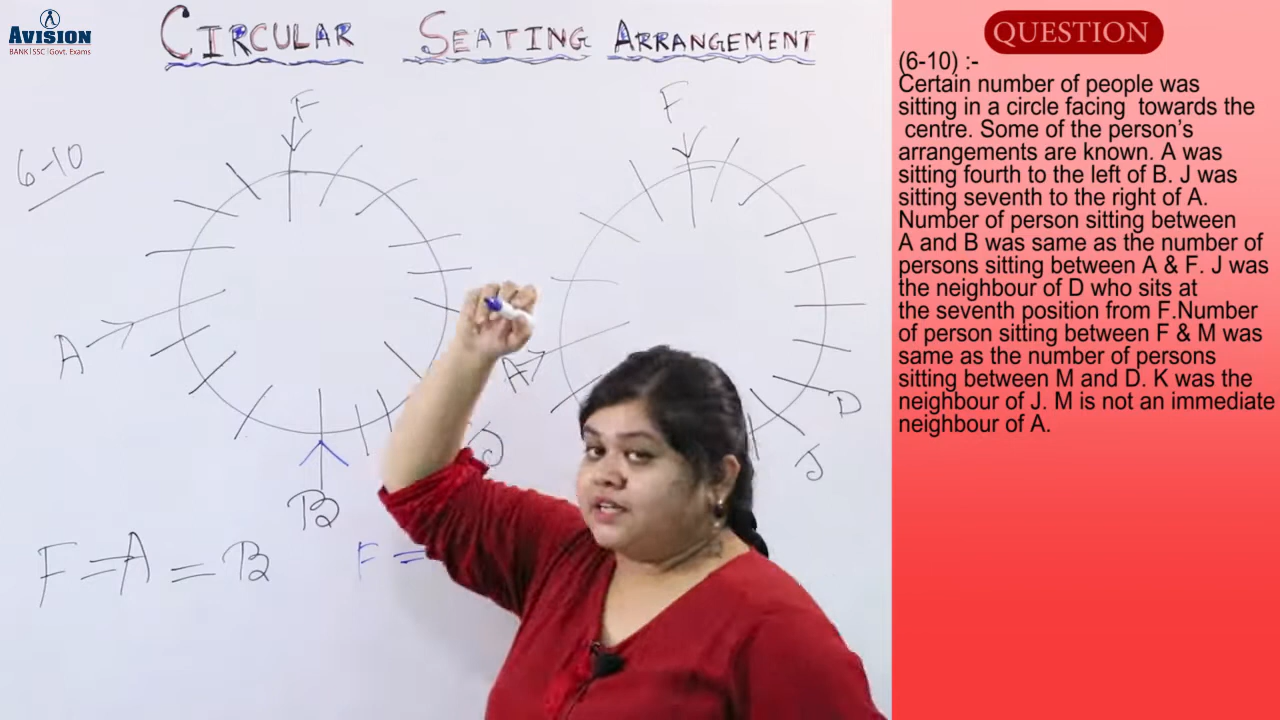 AVISION
BANK|SSC|Govt. Exams
CIRCULAR SEATING ARRANGEMENT
6-10
F
A
B
F = A = B
F =
F
A
D
J
QUESTION
(6-10) :-
Certain number of people was
sitting in a circle facing towards the
centre. Some of the person's
arrangements are known. A was
sitting fourth to the left of B. J was
sitting seventh to the right of A.
Number of person sitting between
A and B was same as the number of
persons sitting between A & F. J was
the neighbour of D who sits at
the seventh position from F.Number
of person sitting between F & M was
same as the number of persons
sitting between M and D. K was the
neighbour of J. M is not an immediate
neighbour of A.